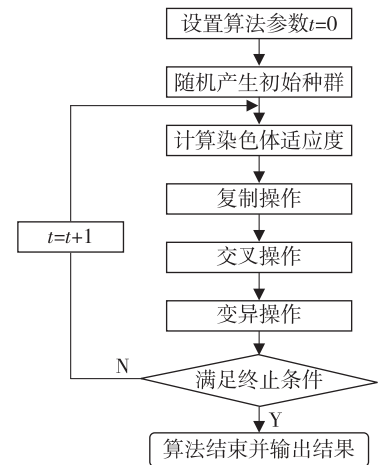 设置算法参数t=0
随机产生初始种群
计算染色体适应度
复制操作
t=t+1
交叉操作
变异操作
N
满足终止条件
Y
算法结束并输出结果